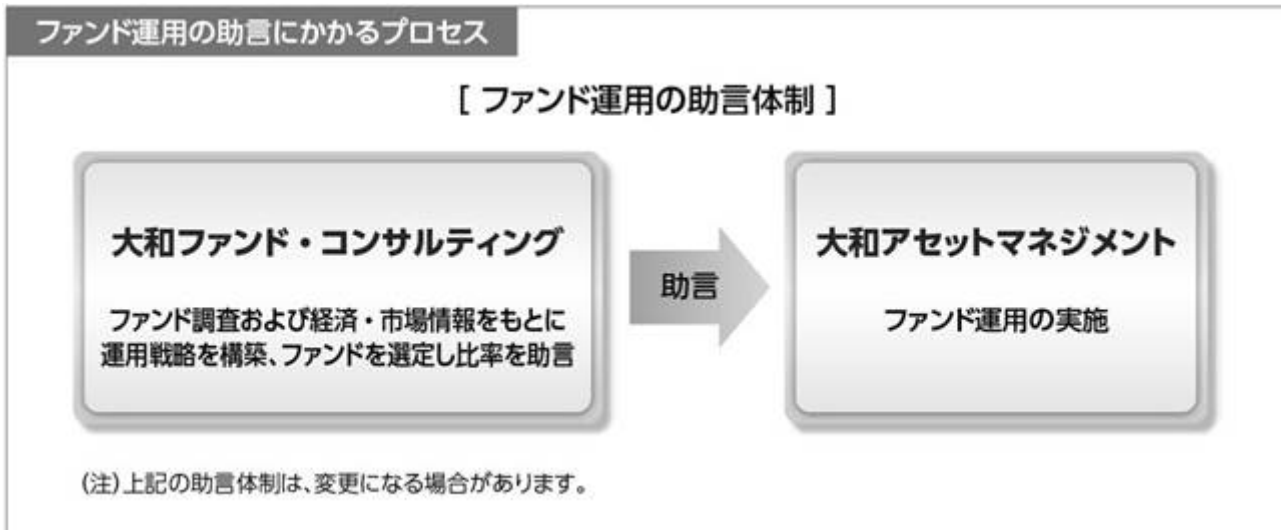 ファンド運用の助言にかかるプロセス
[ ファンド運用の助言体制 ]
大和ファンド・コンサルティング
ファンド調査および経済・市場情報をもとに
運用戦略を構築、ファンドを選定し比率を助言
助言
大和アセットマネジメント
ファンド運用の実施
(注)上記の助言体制は、変更になる場合があります。